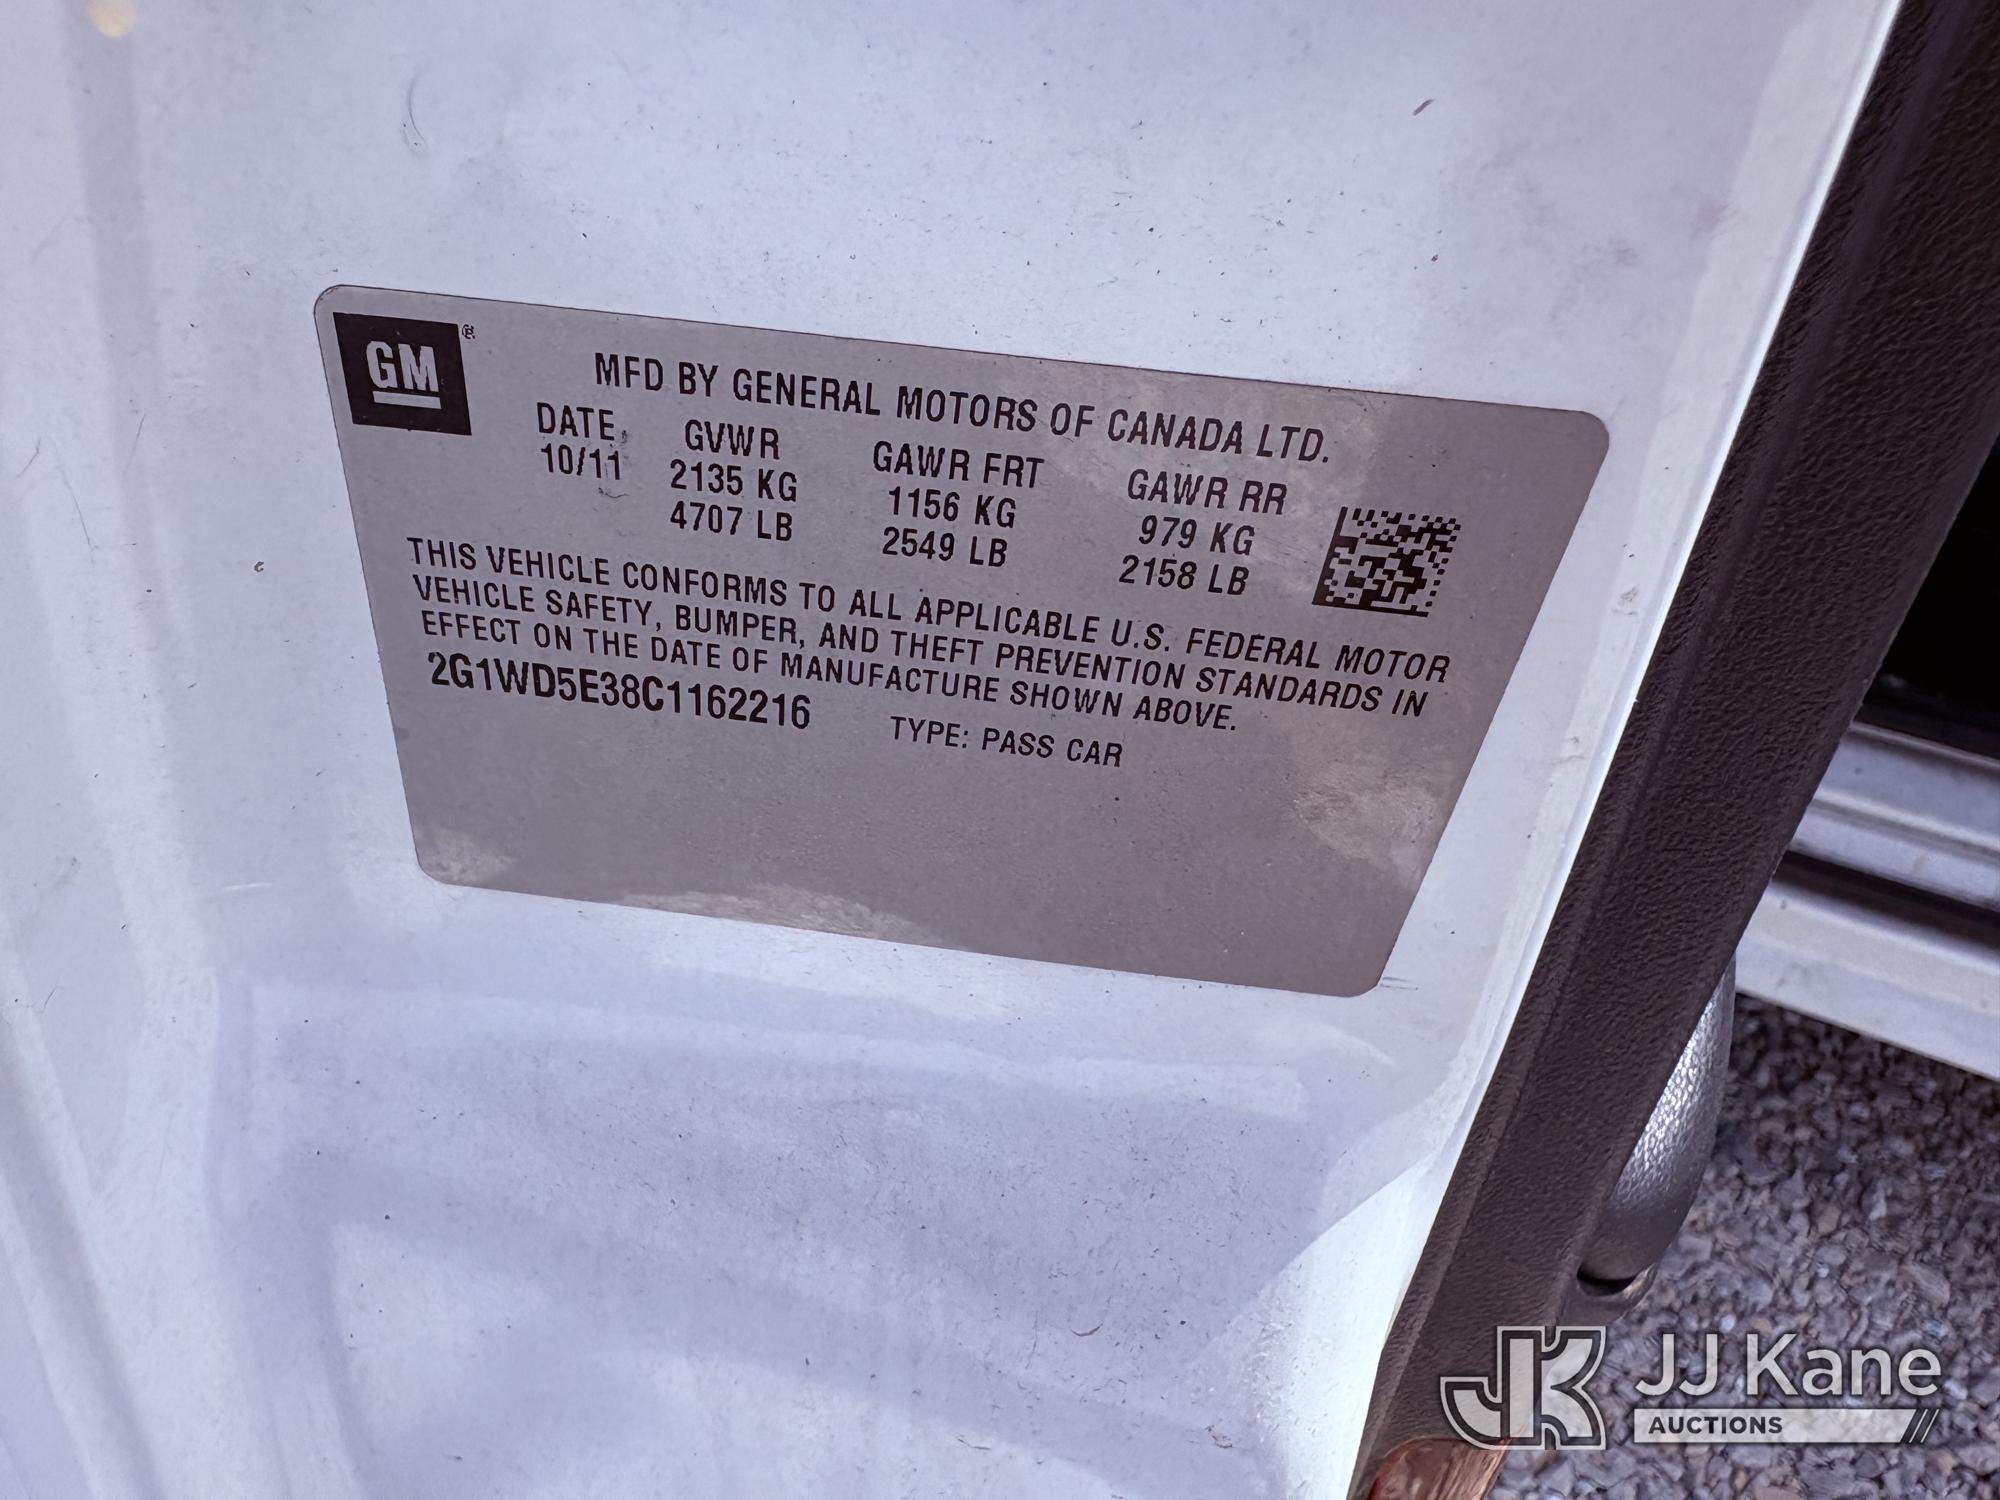 GM ®
MFD BY GENERAL MOTORS OF CANADA LTD.
DATE GVWR GAWR FRT GAWR RR
10/11 2135 KG 1156 KG 979 KG
4707 LB 2549 LB 2158 LB
THIS VEHICLE CONFORMS TO ALL APPLICABLE U.S. FEDERAL MOTOR
VEHICLE SAFETY, BUMPER, AND THEFT PREVENTION STANDARDS IN
EFFECT ON THE DATE OF MANUFACTURE SHOWN ABOVE.
2G1WD5E38C1162216 TYPE: PASS CAR
JK JJ Kane
AUCTIONS